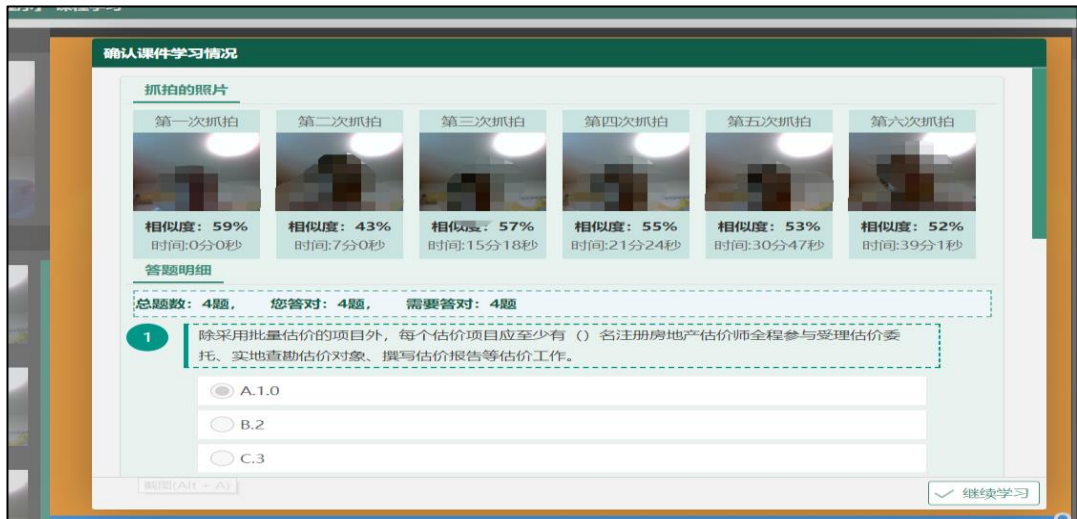 确认课件学习情况
抓拍的照片
第一次抓拍 第二次抓拍 第三次抓拍 第四次抓拍 第五次抓拍 第六次抓拍
相似度：59% 相似度：43% 相似度：57% 相似度：55% 相似度：53% 相似度：52%
时间:0分0秒 时间:7分0秒 时间:15分18秒 时间:21分24秒 时间:30分47秒 时间:39分1秒
答题明细
总题数：4题， 您答对：4题， 需要答对：4题
1 除采用批量估价的项目外，每个估价项目应至少有（）名注册房地产估价师全程参与受理估价委
托、实地查勘估价对象、撰写估价报告等估价工作。
A.1.0
B.2
C.3
截图(Alt + A)
继续学习